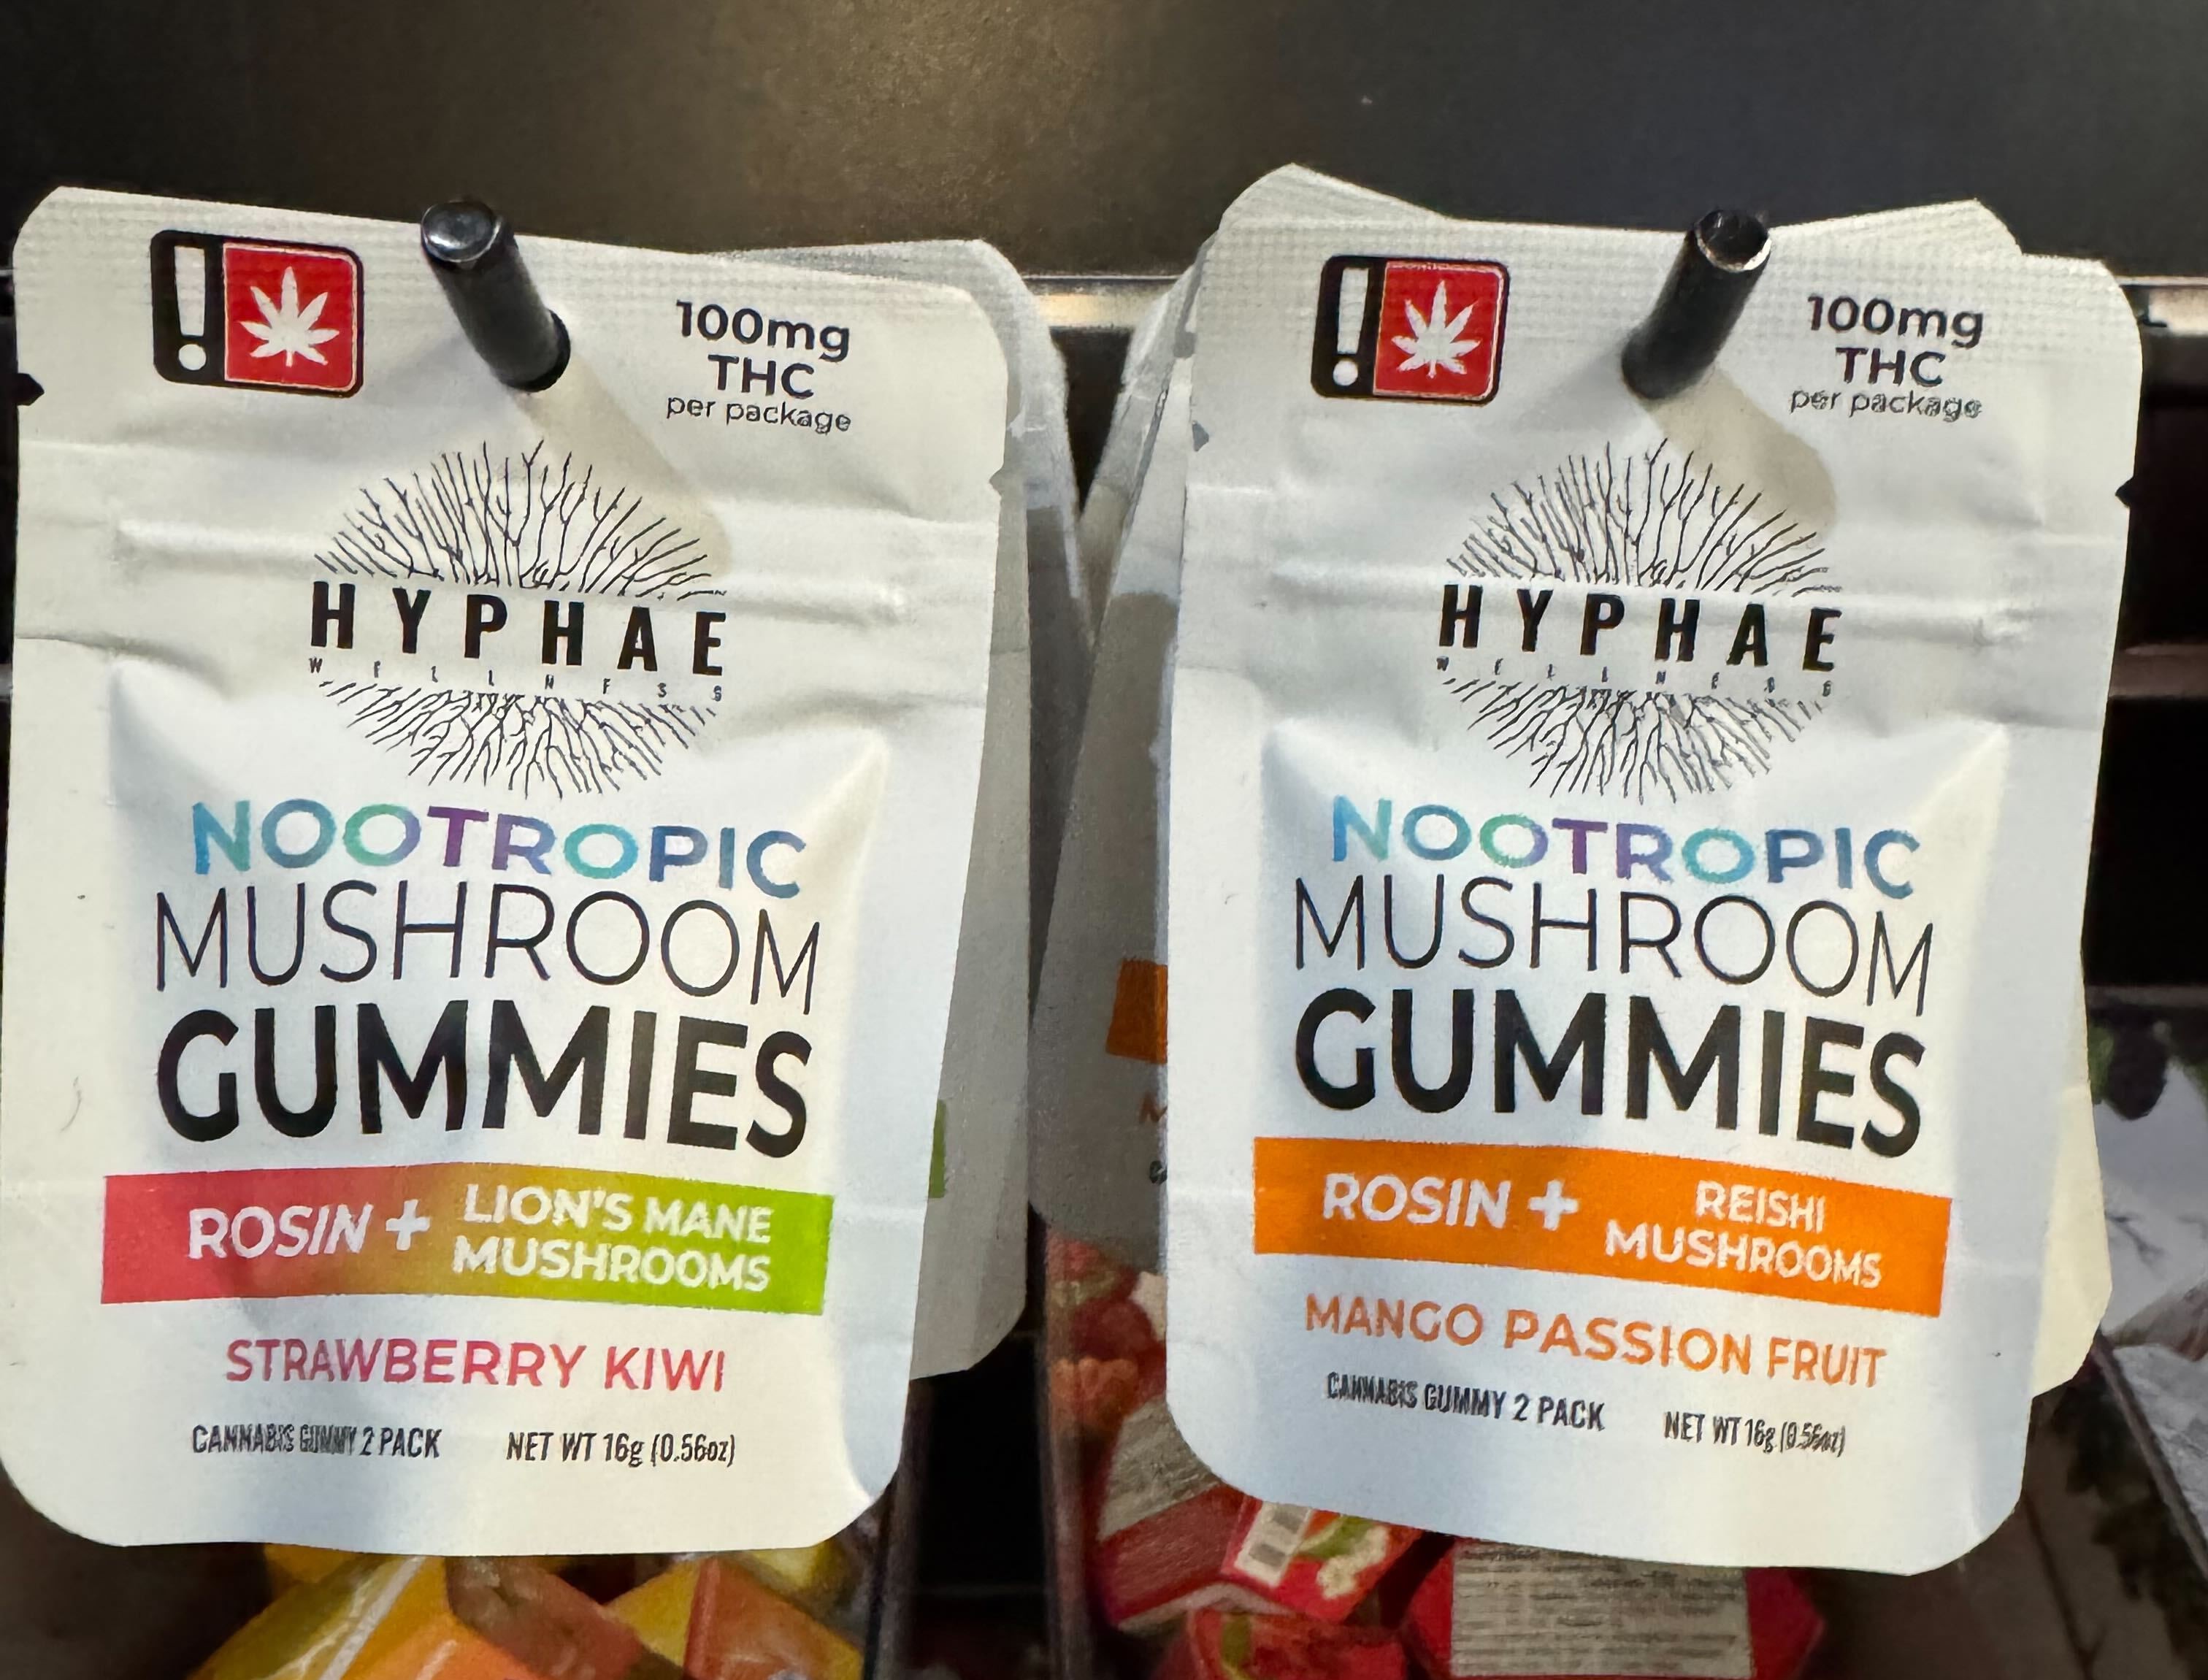 100mg
THC
per package
HYPHAE
WELLNESS
NOOTROPIC
MUSHROOM
GUMMIES
ROSIN + LION'S MANE
MUSHROOMS
STRAWBERRY KIWI
CANNABIS GUMMY 2 PACK NET WT 16g (0.56oz)
100mg
THC
per package
HYPHAE
WELLNESS
NOOTROPIC
MUSHROOM
GUMMIES
ROSIN + REISHI
MUSHROOMS
MANGO PASSION FRUIT
CANNABIS GUMMY 2 PACK NET WT 16g (0.56oz)